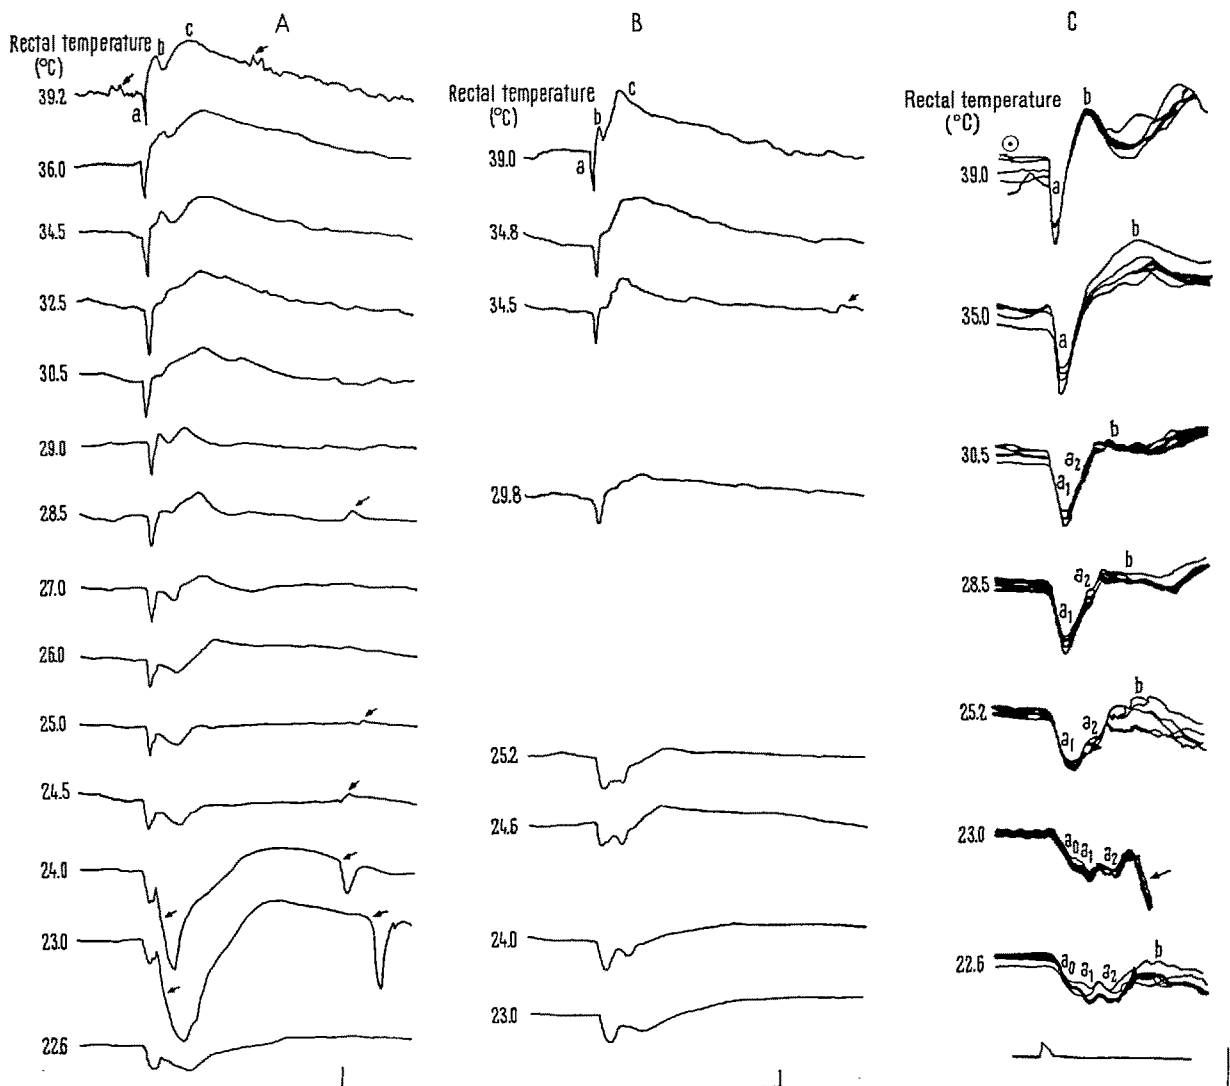 A
Rectal temperature
(°C)
a
b
c
39.2
36.0
34.5
32.5
30.5
29.0
28.5
27.0
26.0
25.0
24.5
24.0
23.0
22.6
B
Rectal temperature
(°C)
a
b
c
39.0
34.8
34.5
29.8
25.2
24.6
24.0
23.0
C
Rectal temperature
(°C)
39.0
a
b
35.0
a
b
30.5
a1
a2
b
28.5
a1
a2
b
25.2
a1
a2
b
23.0
a0 a1 a2
22.6
a0 a1 a2 b